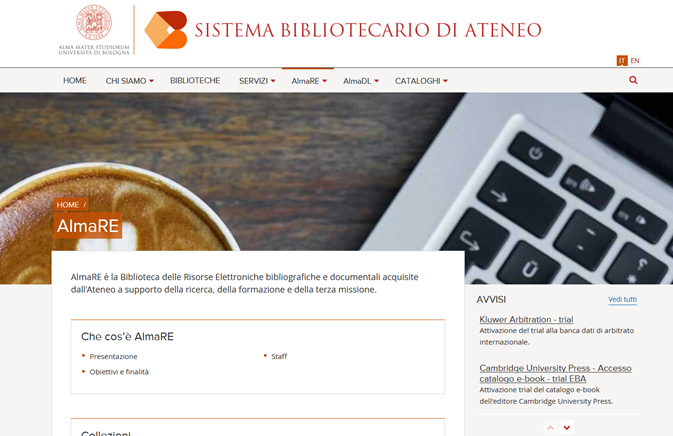 ALMA MATER STUDIORUM
UNIVERSITÀ DI BOLOGNA
SISTEMA BIBLIOTECARIO DI ATENEO
IT EN
HOME CHI SIAMO BIBLIOTECHE SERVIZI AlmaRE AlmaDL CATALOGHI
HOME /
AlmaRE
AlmaRE è la Biblioteca delle Risorse Elettroniche bibliografiche e documentali acquisite
dall'Ateneo a supporto della ricerca, della formazione e della terza missione.
Che cos'è AlmaRE
Presentazione
Staff
Obiettivi e finalità
Collezioni
AVVISI Vedi tutti
Kluwer Arbitration - trial
Attivazione del trial alla banca dati di arbitrato
internazionale.
Cambridge University Press - Accesso
catalogo e-book - trial EBA
Attivazione trial del catalogo e-book
dell'editore Cambridge University Press.